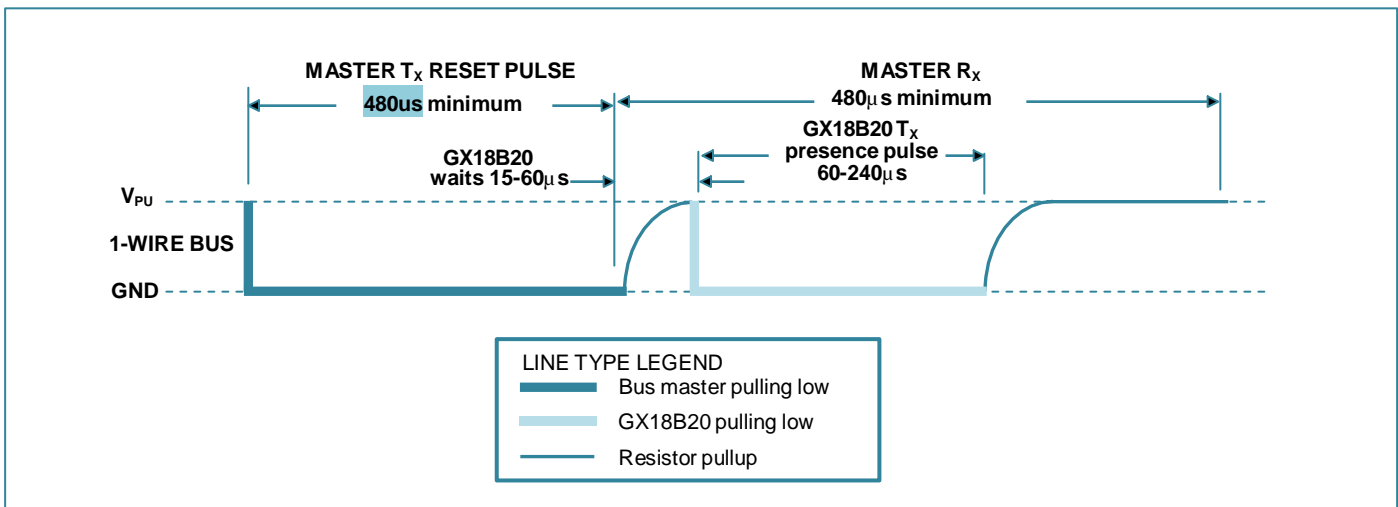 MASTER TX RESET PULSE
480us minimum
MASTER RX
480μs minimum
GX18B20
waits 15-60μs
GX18B20 TX
presence pulse
60-240μs
VPU
1-WIRE BUS
GND
LINE TYPE LEGEND
Bus master pulling low
GX18B20 pulling low
Resistor pullup